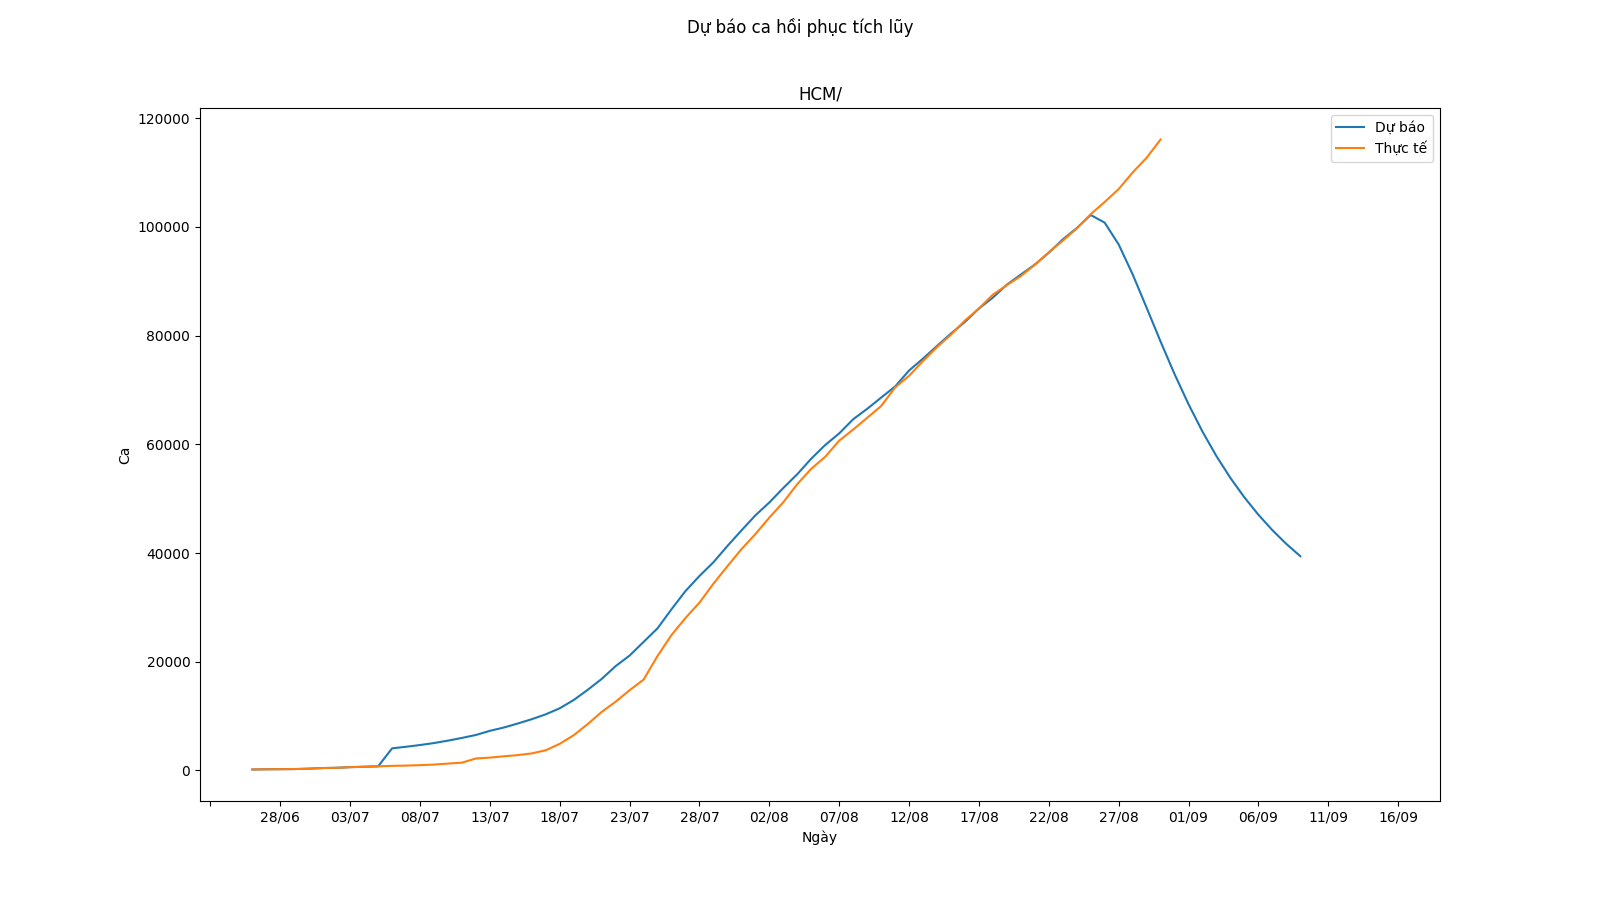 Dự báo ca hồi phục tích lũy
HCM/
120000
100000
80000
60000
40000
20000
0
Ca
Dự báo
Thực tế
28/06 03/07 08/07 13/07 18/07 23/07 28/07 02/08 07/08 12/08 17/08 22/08 27/08 01/09 06/09 11/09 16/09
Ngày